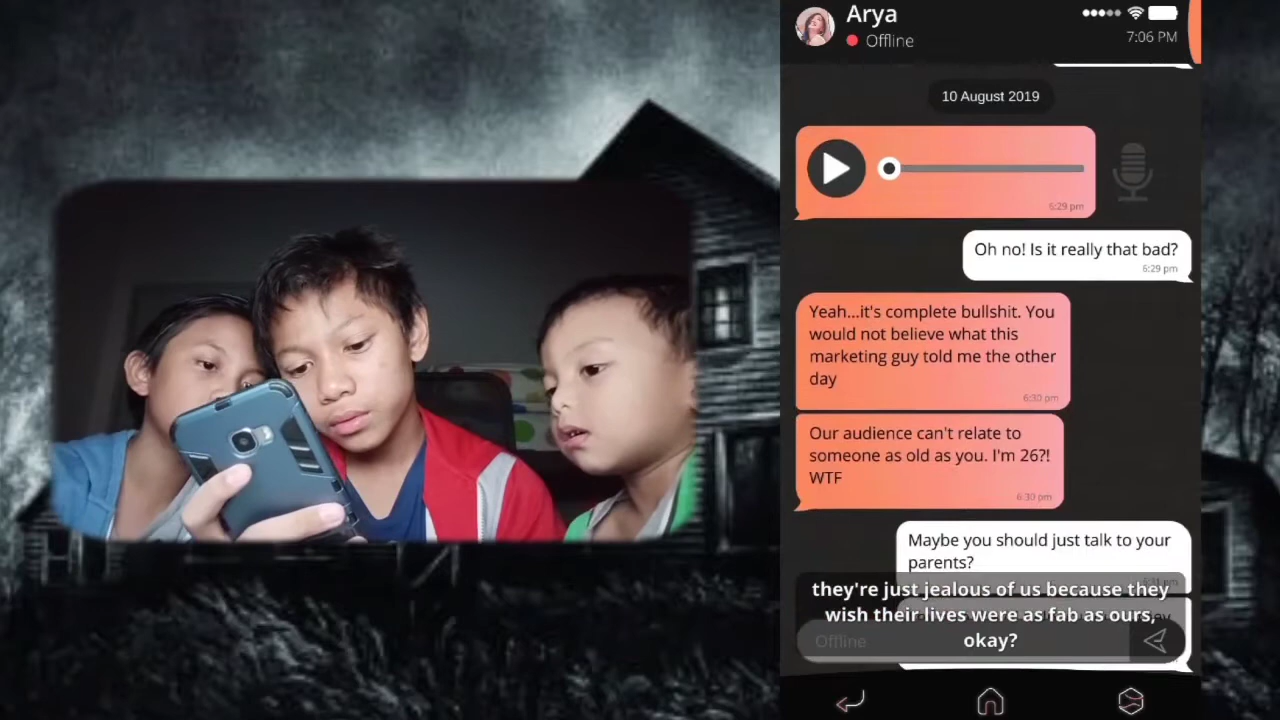 Arya
Offline
7:06 PM
10 August 2019
6:29 pm
Oh no! Is it really that bad?
6:29 pm
Yeah...it's complete bullshit. You
would not believe what this
marketing guy told me the other
day
6:30 pm
Our audience can't relate to
someone as old as you. I'm 26?!
WTF
6:30 pm
Maybe you should just talk to your
parents?
6:31 pm
they're just jealous of us because they
wish their lives were as fab as ours,
okay?
Offline